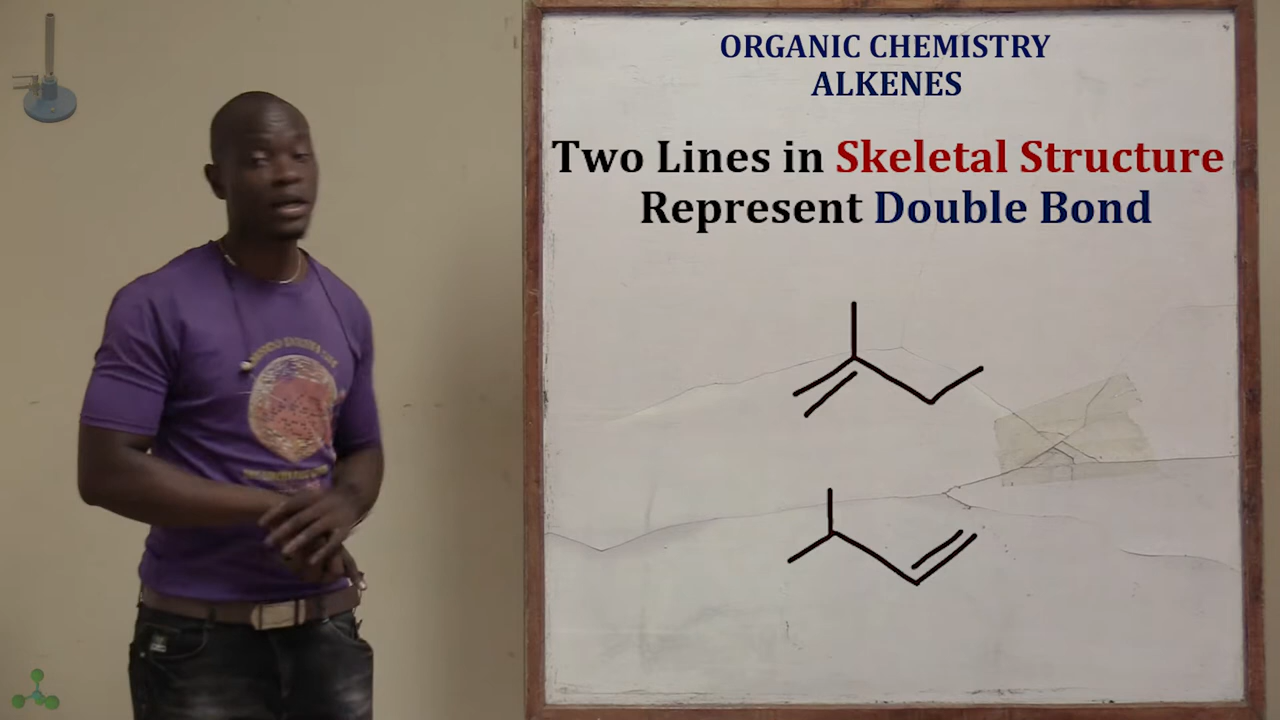 ORGANIC CHEMISTRY
ALKENES
Two Lines in Skeletal Structure
Represent Double Bond